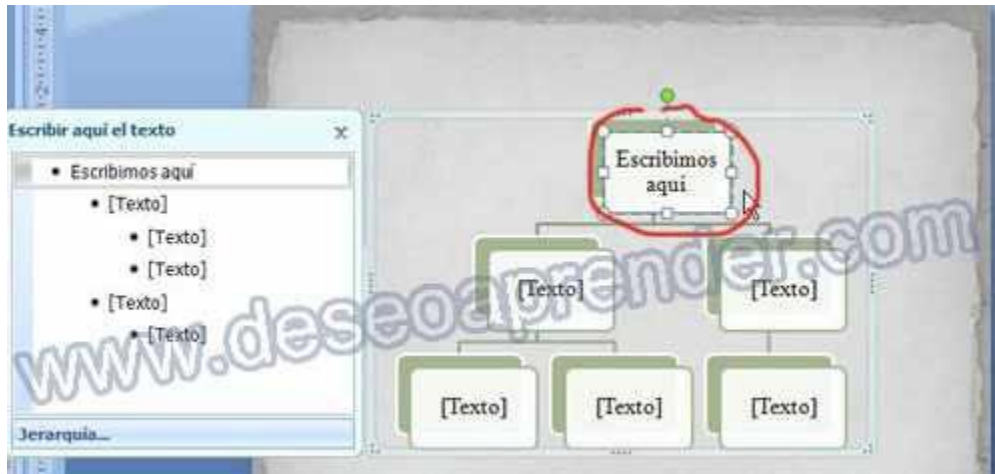 Escribir aquí el texto x
• Escribimos aquí
• [Texto]
• [Texto]
• [Texto]
• [Texto]
• [Texto]
Jerarquía...
Escribimos
aquí
[Texto] [Texto]
[Texto] [Texto] [Texto]
www.deseoaprender.com